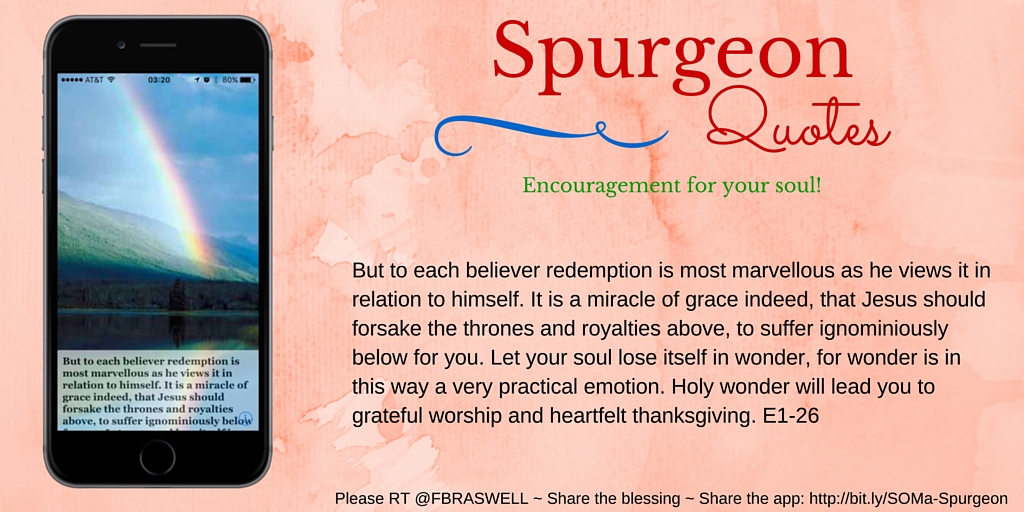 AT&T 03:20 80%
But to each believer redemption is
most marvellous as he views it in
relation to himself. It is a miracle of
grace indeed, that Jesus should
forsake the thrones and royalties
above, to suffer ignominiously below
Spurgeon
Quotes
Encouragement for your soul!
But to each believer redemption is most marvellous as he views it in
relation to himself. It is a miracle of grace indeed, that Jesus should
forsake the thrones and royalties above, to suffer ignominiously
below for you. Let your soul lose itself in wonder, for wonder is in
this way a very practical emotion. Holy wonder will lead you to
grateful worship and heartfelt thanksgiving. E1-26
Please RT @FBRASWELL ~ Share the blessing ~ Share the app: http://bit.ly/SOMa-Spurgeon